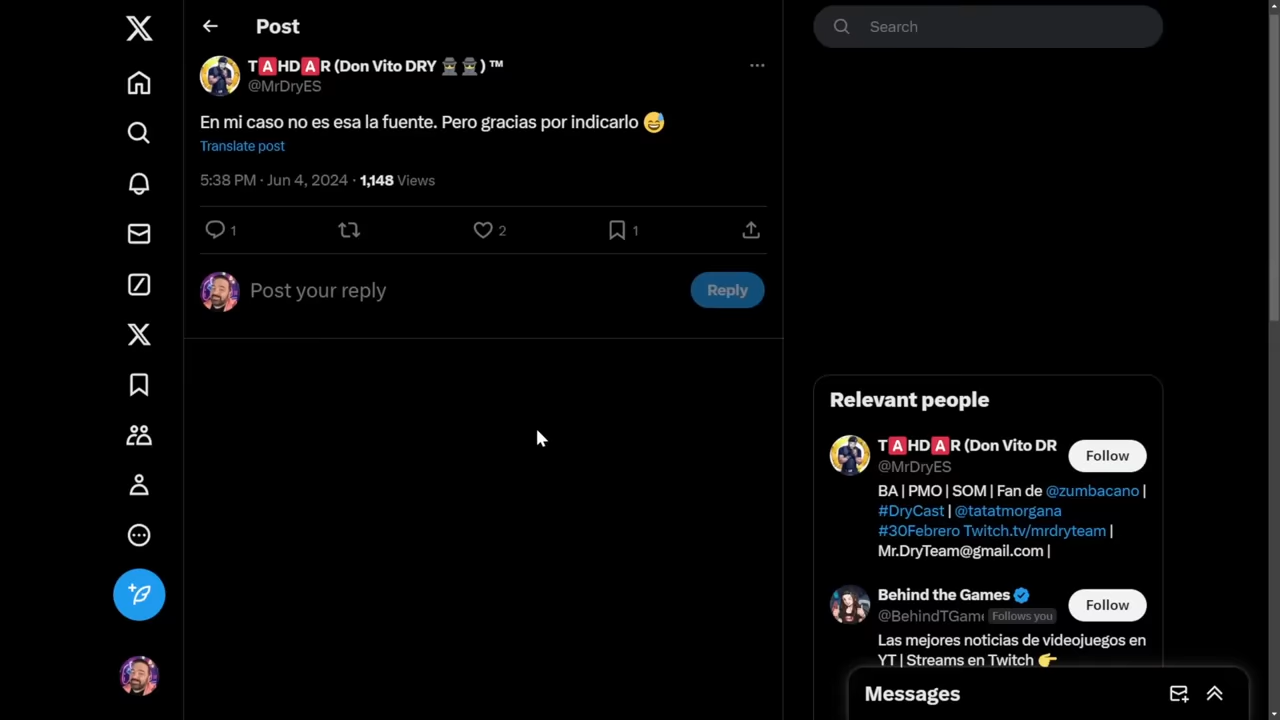 Post
Search
T🅰️HD🅰️R (Don Vito DRY 🕵️🕵️) ™
@MrDryES
En mi caso no es esa la fuente. Pero gracias por indicarlo 😅
Translate post
5:38 PM · Jun 4, 2024 · 1,148 Views
1
2
1
Post your reply
Reply
Relevant people
T🅰️HD🅰️R (Don Vito DR
@MrDryES
Follow
BA | PMO | SOM | Fan de @zumbacano |
#DryCast | @tatatmorgana
#30Febrero Twitch.tv/mrdryteam |
Mr.DryTeam@gmail.com |
Behind the Games
@BehindTGame Follows you
Follow
Las mejores noticias de videojuegos en
YT | Streams en Twitch 👉
Messages